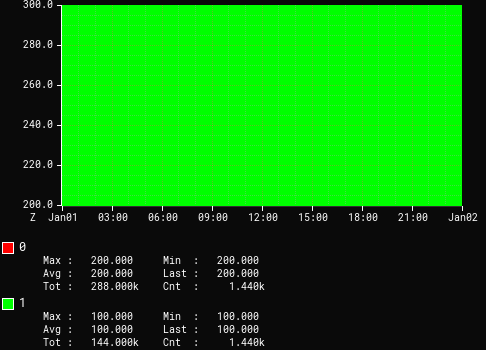 300.0
280.0
260.0
240.0
220.0
200.0
Z Jan01 03:00 06:00 09:00 12:00 15:00 18:00 21:00 Jan02
0
Max : 200.000 Min : 200.000
Avg : 200.000 Last : 200.000
Tot : 288.000k Cnt : 1.440k
1
Max : 100.000 Min : 100.000
Avg : 100.000 Last : 100.000
Tot : 144.000k Cnt : 1.440k